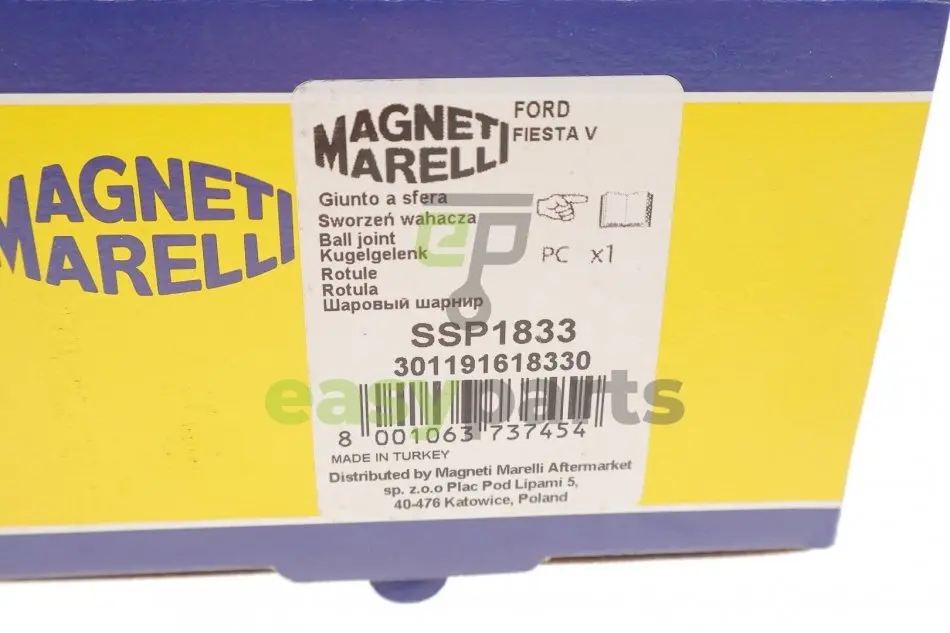 MAGNETI
MARELLI
MAGNETI
MARELLI
FORD
FIESTA V
Giunto a sfera
Sworzeń wahacza
Ball joint
Kugelgelenk
Rotule
Rotula
Шаровый шарнир
PC x1
ep
SSP1833
301191618330
easyparts
8 001063 737454
MADE IN TURKEY
Distributed by Magneti Marelli Aftermarket
sp. z.o.o Plac Pod Lipami 5,
40-476 Katowice, Poland